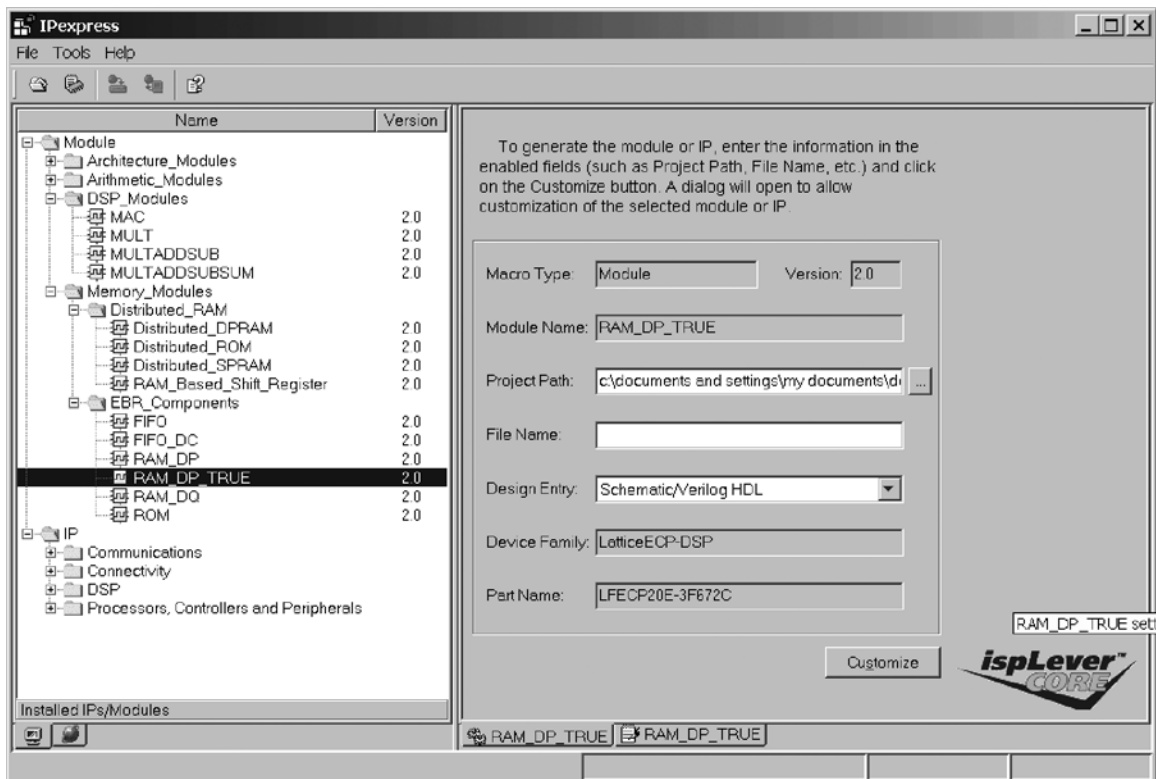 IPexpress
File Tools Help
Name Version
Module
Architecture_Modules
Arithmetic_Modules
DSP_Modules
MAC 2.0
MULT 2.0
MULTADDSUB 2.0
MULTADDSUBSUM 2.0
Memory_Modules
Distributed_RAM
Distributed_DPRAM 2.0
Distributed_ROM 2.0
Distributed_SPRAM 2.0
RAM_Based_Shift_Register 2.0
EBR_Components
FIFO 2.0
FIFO_DC 2.0
RAM_DP 2.0
RAM_DP_TRUE 2.0
RAM_DQ 2.0
ROM 2.0
IP
Communications
Connectivity
DSP
Processors, Controllers and Peripherals
Installed IPs/Modules
To generate the module or IP, enter the information in the
enabled fields (such as Project Path, File Name, etc.) and click
on the Customize button. A dialog will open to allow
customization of the selected module or IP.
Macro Type: Module Version: 2.0
Module Name: RAM_DP_TRUE
Project Path: c:\documents and settings\my documents\d ...
File Name:
Design Entry: Schematic/Verilog HDL
Device Family: LatticeECP-DSP
Part Name: LFECP20E-3F672C
RAM_DP_TRUE sett
Customize
ispLever™
CORE
RAM_DP_TRUE RAM_DP_TRUE